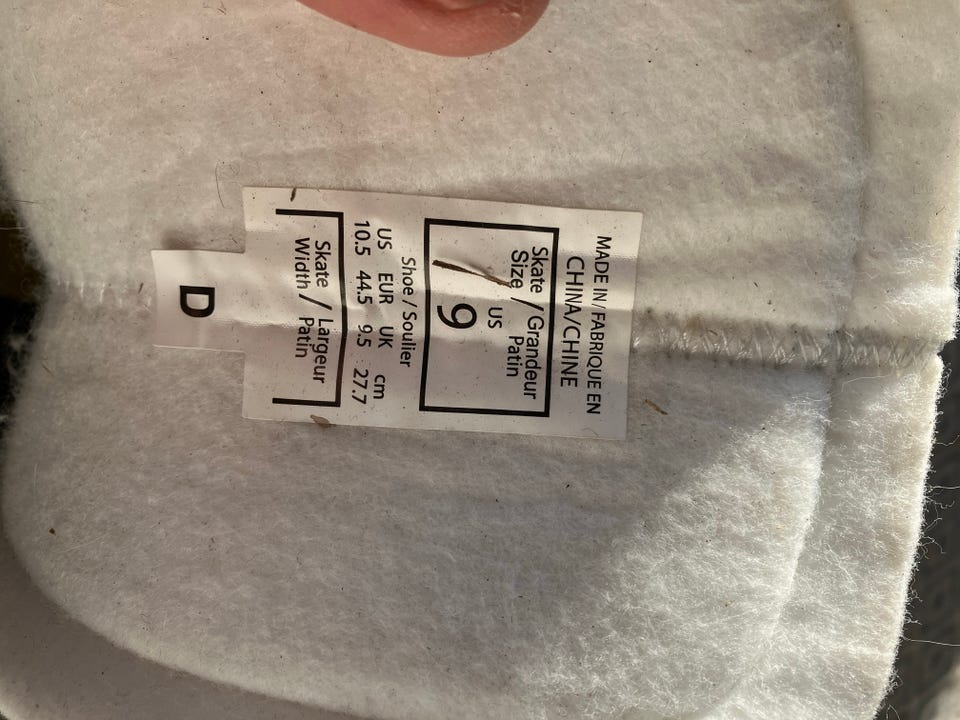 MADE IN/FABRIQUE EN
CHINA/CHINE
Skate / Grandeur
Size / Patin
US
9
Shoe / Soulier
US EUR UK cm
10.5 44.5 9.5 27.7
Skate / Largeur
Width / Patin
D